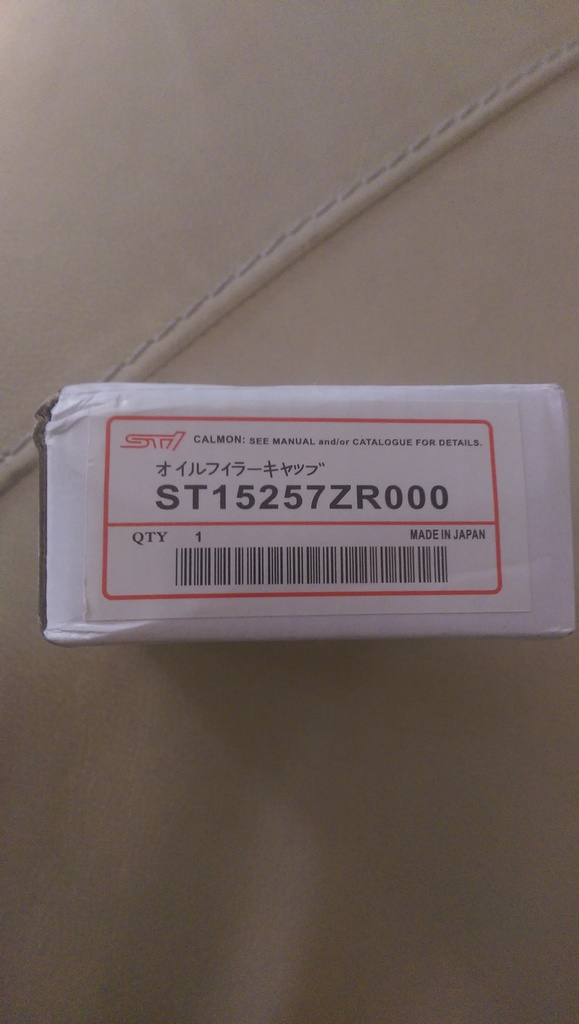 STI CALMON: SEE MANUAL and/or CATALOGUE FOR DETAILS.
オイルフィラーキャップ
ST15257ZR000
QTY 1 MADE IN JAPAN